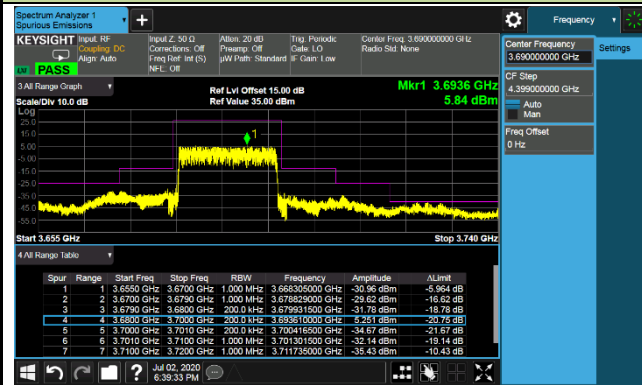 Spectrum Analyzer 1
Spurious Emissions
+
Frequency
KEYSIGHT
Input: RF
Coupling: DC
Align: Auto
Input Z: 50 Ω
Corrections: Off
Freq Ref: Int (S)
NFE: Off
Atten: 20 dB
Preamp: Off
µW Path: Standard
Trig: Periodic
Gate: LO
IF Gain: Low
Center Freq: 3.690000000 GHz
Radio Std: None
PASS
Center Frequency
3.690000000 GHz
Settings
CF Step
4.399000000 GHz
Auto
Man
Freq Offset
0 Hz
3 All Range Graph
Ref Lvl Offset 15.00 dB
Mkr1 3.6936 GHz
Scale/Div 10.0 dB
Ref Value 35.00 dBm
5.84 dBm
Log
25.0
15.0
5.00
-5.00
-15.0
-25.0
-35.0
-45.0
-55.0
1
Start 3.655 GHz
Stop 3.740 GHz
4 All Range Table
Spur Range Start Freq Stop Freq RBW Frequency Amplitude ΔLimit
1 1 3.6550 GHz 3.6700 GHz 1.000 MHz 3.668305000 GHz -30.96 dBm -5.964 dB
2 2 3.6700 GHz 3.6790 GHz 1.000 MHz 3.678829000 GHz -29.62 dBm -16.62 dB
3 3 3.6790 GHz 3.6800 GHz 200.0 kHz 3.679931500 GHz -31.78 dBm -18.78 dB
4 4 3.6800 GHz 3.7000 GHz 200.0 kHz 3.693610000 GHz 5.251 dBm -20.75 dB
5 5 3.7000 GHz 3.7010 GHz 200.0 kHz 3.700416500 GHz -34.67 dBm -21.67 dB
6 6 3.7010 GHz 3.7100 GHz 1.000 MHz 3.701301500 GHz -32.14 dBm -19.14 dB
7 7 3.7100 GHz 3.7200 GHz 1.000 MHz 3.711735000 GHz -35.43 dBm -10.43 dB
?
Jul 02, 2020
6:39:33 PM